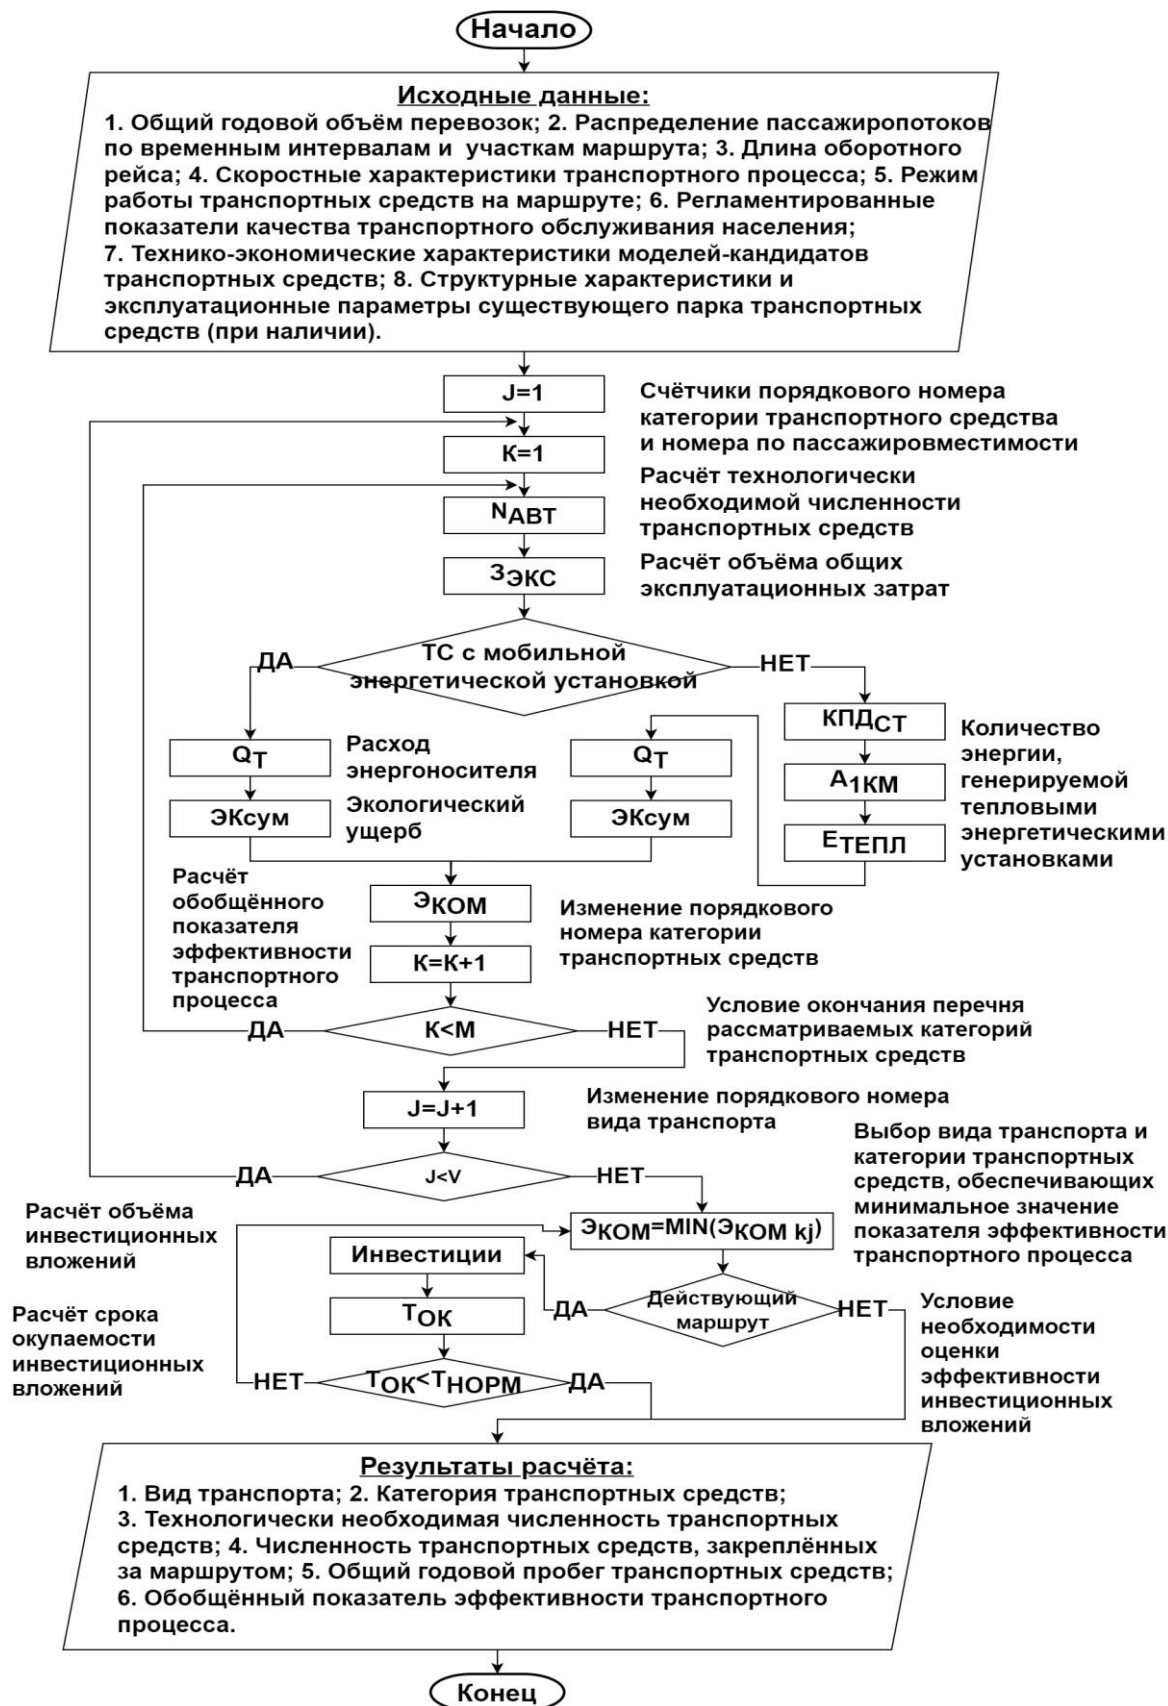 Начало
Исходные данные:
1. Общий годовой объём перевозок; 2. Распределение пассажиропотоков
по временным интервалам и участкам маршрута; 3. Длина оборотного
рейса; 4. Скоростные характеристики транспортного процесса; 5. Режим
работы транспортных средств на маршруте; 6. Регламентированные
показатели качества транспортного обслуживания населения;
7. Технико-экономические характеристики моделей-кандидатов
транспортных средств; 8. Структурные характеристики и
эксплуатационные параметры существующего парка транспортных
средств (при наличии).
J=1
Счётчики порядкового номера
категории транспортного средства
и номера по пассажировместимости
К=1
Расчёт технологически
необходимой численности
транспортных средств
NАВТ
Расчёт объёма общих
эксплуатационных затрат
ЗЭКС
ТС с мобильной
энергетической установкой
ДА
НЕТ
КПДСТ
А1КМ
ЕТЕПЛ
Количество
энергии,
генерируемой
тепловыми
энергетическими
установками
QТ
Расход
энергоносителя
QТ
ЭКсум
Экологический
ущерб
ЭКсум
Расчёт
обобщённого
показателя
эффективности
транспортного
процесса
ЭКОМ
Изменение порядкового
номера категории
транспортных средств
К=К+1
Условие окончания перечня
рассматриваемых категорий
транспортных средств
ДА
К<М
НЕТ
J=J+1
Изменение порядкового номера
вида транспорта
ДА
J<V
НЕТ
Выбор вида транспорта и
категории транспортных
средств, обеспечивающих
минимальное значение
показателя эффективности
транспортного процесса
Расчёт объёма
инвестиционных
вложений
ЭКОМ=MIN(ЭКОМ kj)
Инвестиции
ДА
Действующий
маршрут
НЕТ
Условие
необходимости
оценки
эффективности
инвестиционных
вложений
Расчёт срока
окупаемости
инвестиционных
вложений
ТОК
НЕТ
ТОК<ТНОРМ
ДА
Результаты расчёта:
1. Вид транспорта; 2. Категория транспортных средств;
3. Технологически необходимая численность транспортных
средств; 4. Численность транспортных средств, закреплённых
за маршрутом; 5. Общий годовой пробег транспортных средств;
6. Обобщённый показатель эффективности транспортного
процесса.
Конец